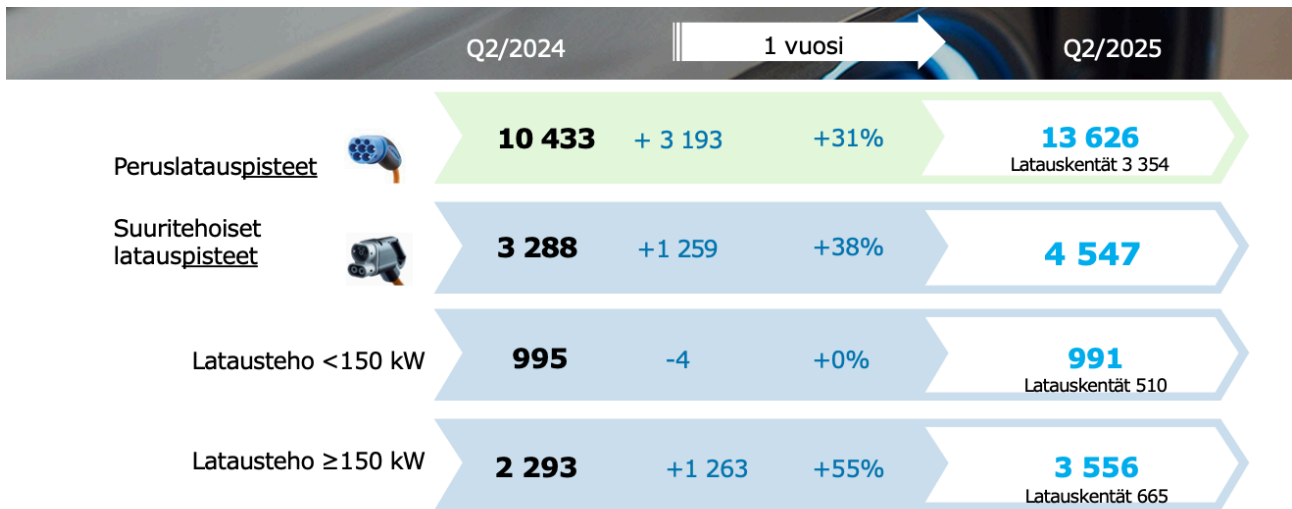 Q2/2024 1 vuosi Q2/2025
Peruslatauspisteet 10 433 + 3 193 +31% 13 626
Latauskentät 3 354
Suuritehoiset
latauspisteet 3 288 +1 259 +38% 4 547
Latausteho <150 kW 995 -4 +0% 991
Latauskentät 510
Latausteho ≥150 kW 2 293 +1 263 +55% 3 556
Latauskentät 665